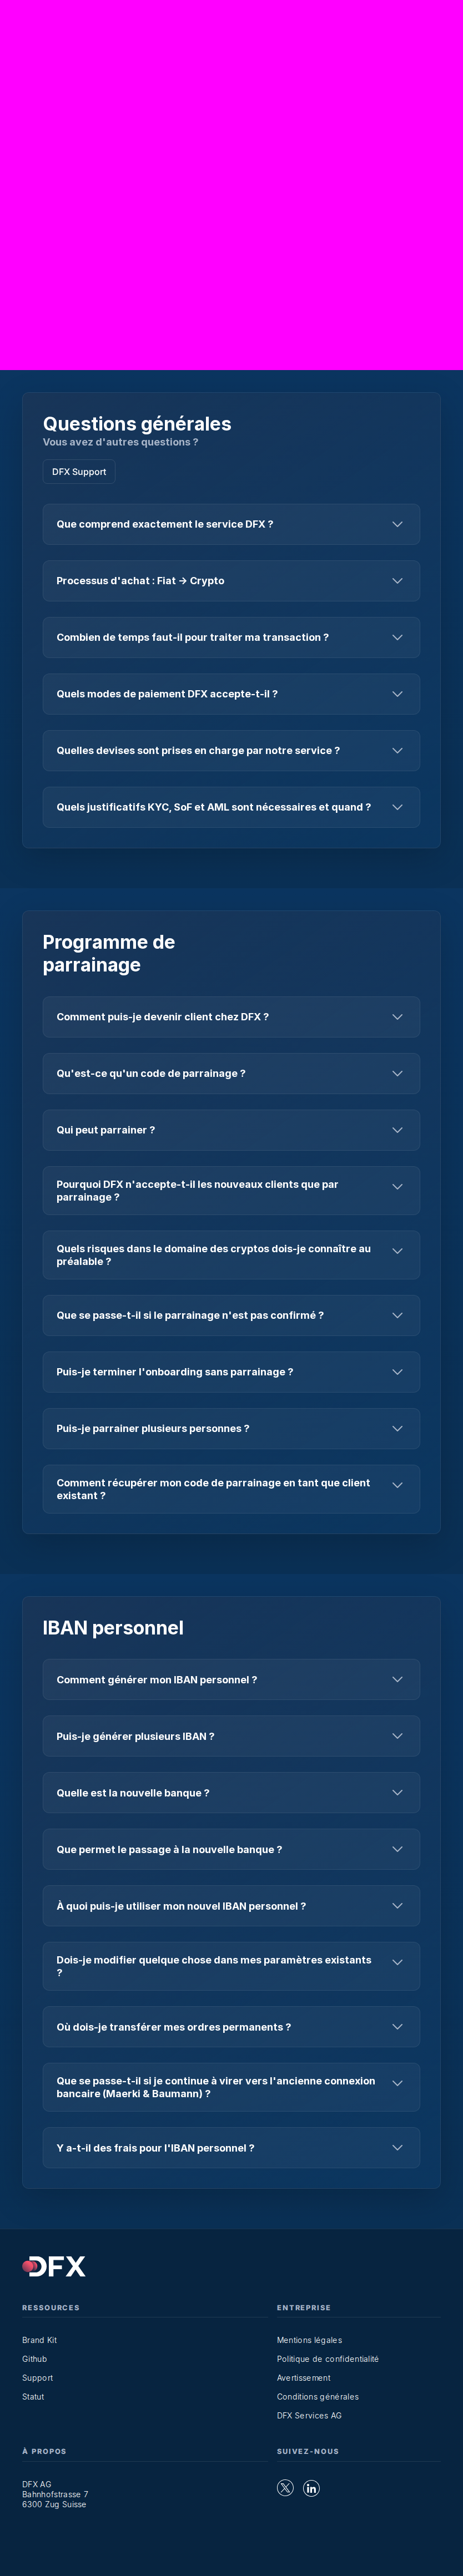 Questions générales
Vous avez d'autres questions ?
DFX Support
Que comprend exactement le service DFX ?
Processus d'achat : Fiat → Crypto
Combien de temps faut-il pour traiter ma transaction ?
Quels modes de paiement DFX accepte-t-il ?
Quelles devises sont prises en charge par notre service ?
Quels justificatifs KYC, SoF et AML sont nécessaires et quand ?
Programme de
parrainage
Comment puis-je devenir client chez DFX ?
Qu'est-ce qu'un code de parrainage ?
Qui peut parrainer ?
Pourquoi DFX n'accepte-t-il les nouveaux clients que par
parrainage ?
Quels risques dans le domaine des cryptos dois-je connaître au
préalable ?
Que se passe-t-il si le parrainage n'est pas confirmé ?
Puis-je terminer l'onboarding sans parrainage ?
Puis-je parrainer plusieurs personnes ?
Comment récupérer mon code de parrainage en tant que client
existant ?
IBAN personnel
Comment générer mon IBAN personnel ?
Puis-je générer plusieurs IBAN ?
Quelle est la nouvelle banque ?
Que permet le passage à la nouvelle banque ?
À quoi puis-je utiliser mon nouvel IBAN personnel ?
Dois-je modifier quelque chose dans mes paramètres existants
?
Où dois-je transférer mes ordres permanents ?
Que se passe-t-il si je continue à virer vers l'ancienne connexion
bancaire (Maerki & Baumann) ?
Y a-t-il des frais pour l'IBAN personnel ?
DFX
RESSOURCES
Brand Kit
Github
Support
Statut
ENTREPRISE
Mentions légales
Politique de confidentialité
Avertissement
Conditions générales
DFX Services AG
À PROPOS
DFX AG
Bahnhofstrasse 7
6300 Zug Suisse
SUIVEZ-NOUS